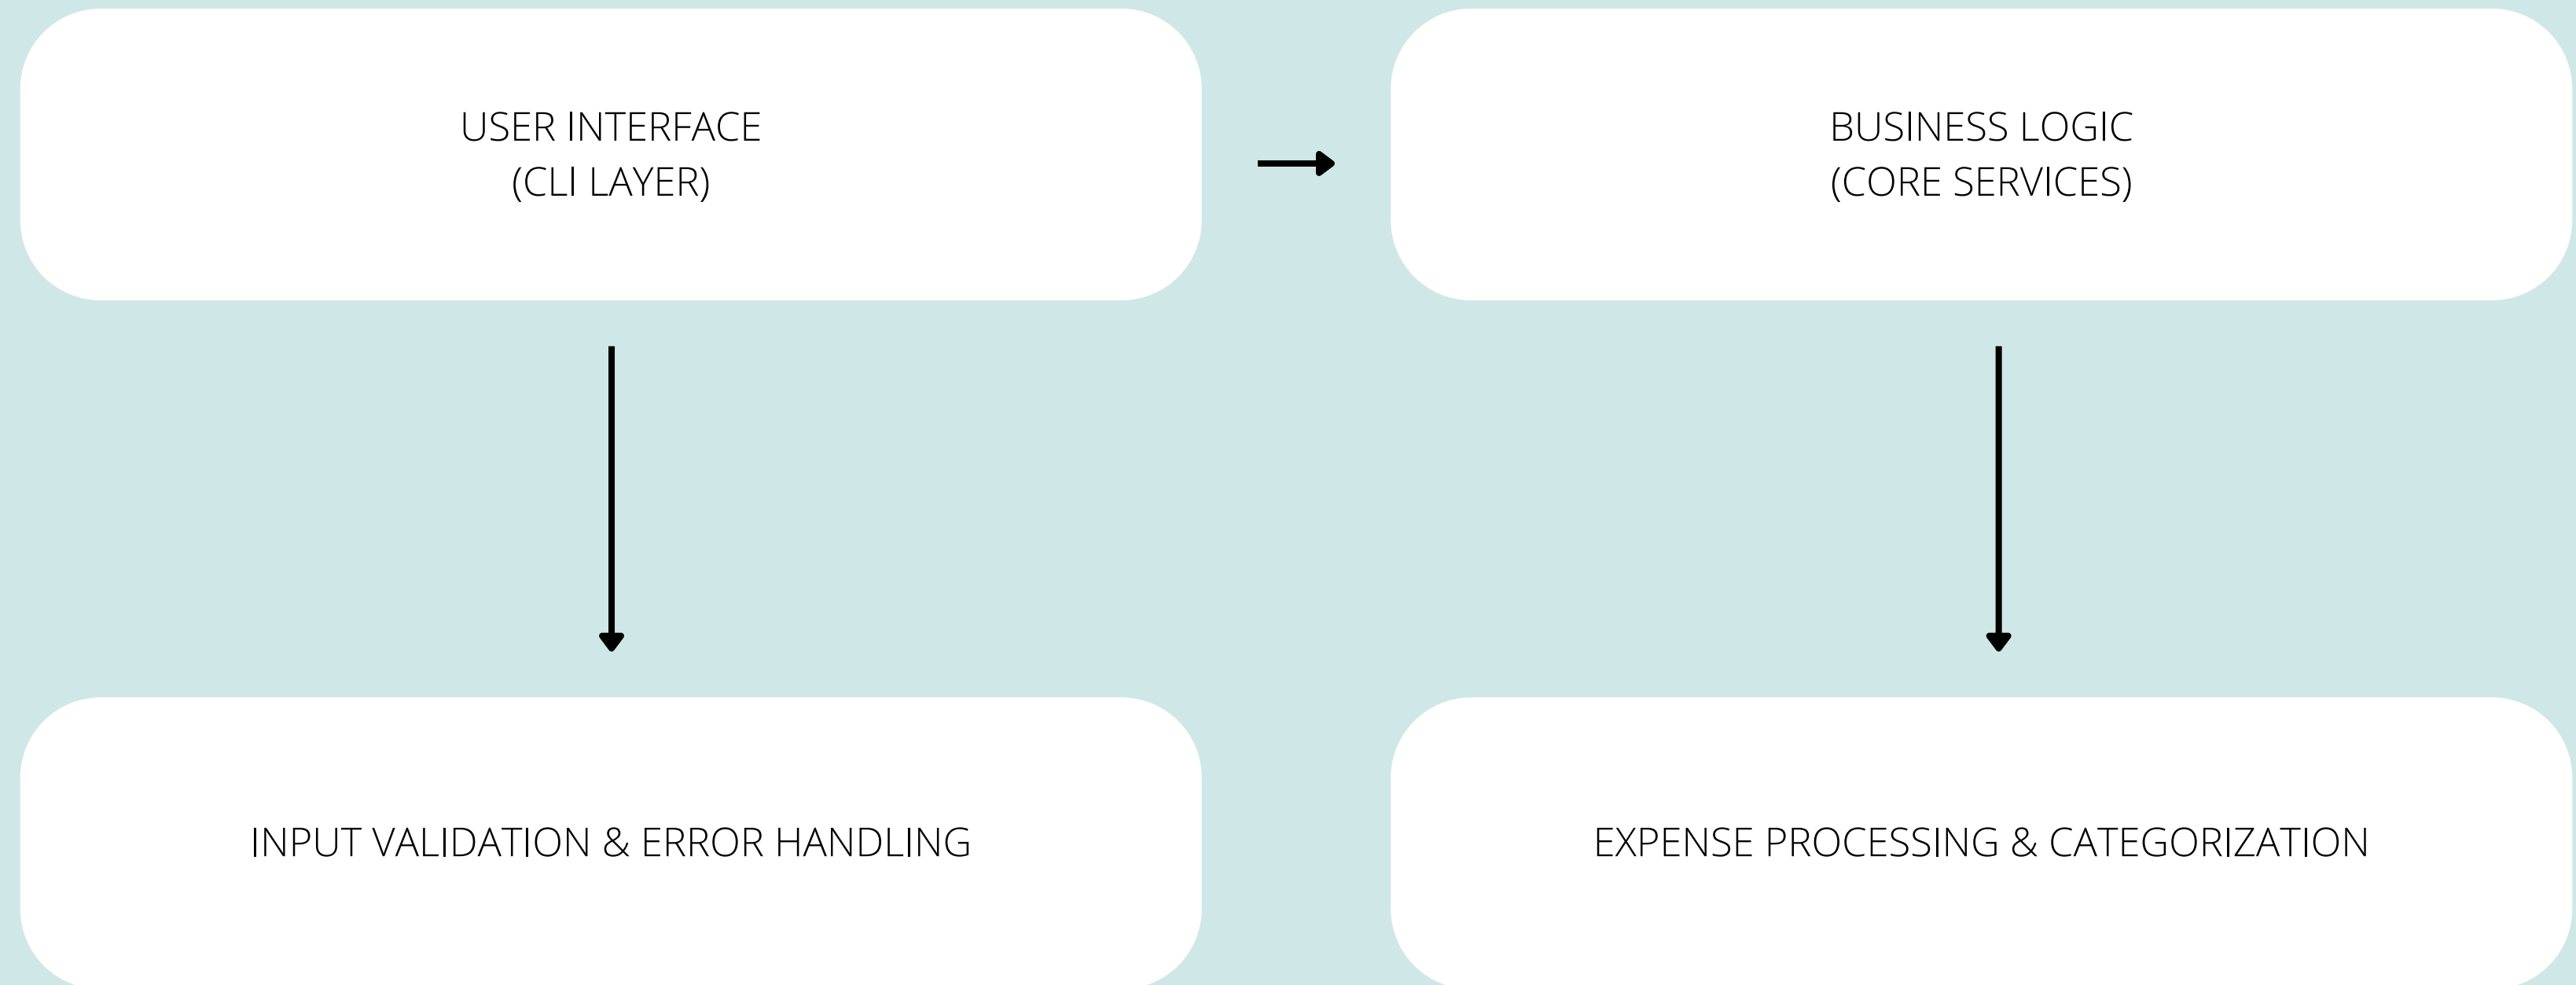 USER INTERFACE
(CLI LAYER)
BUSINESS LOGIC
(CORE SERVICES)
INPUT VALIDATION & ERROR HANDLING
EXPENSE PROCESSING & CATEGORIZATION